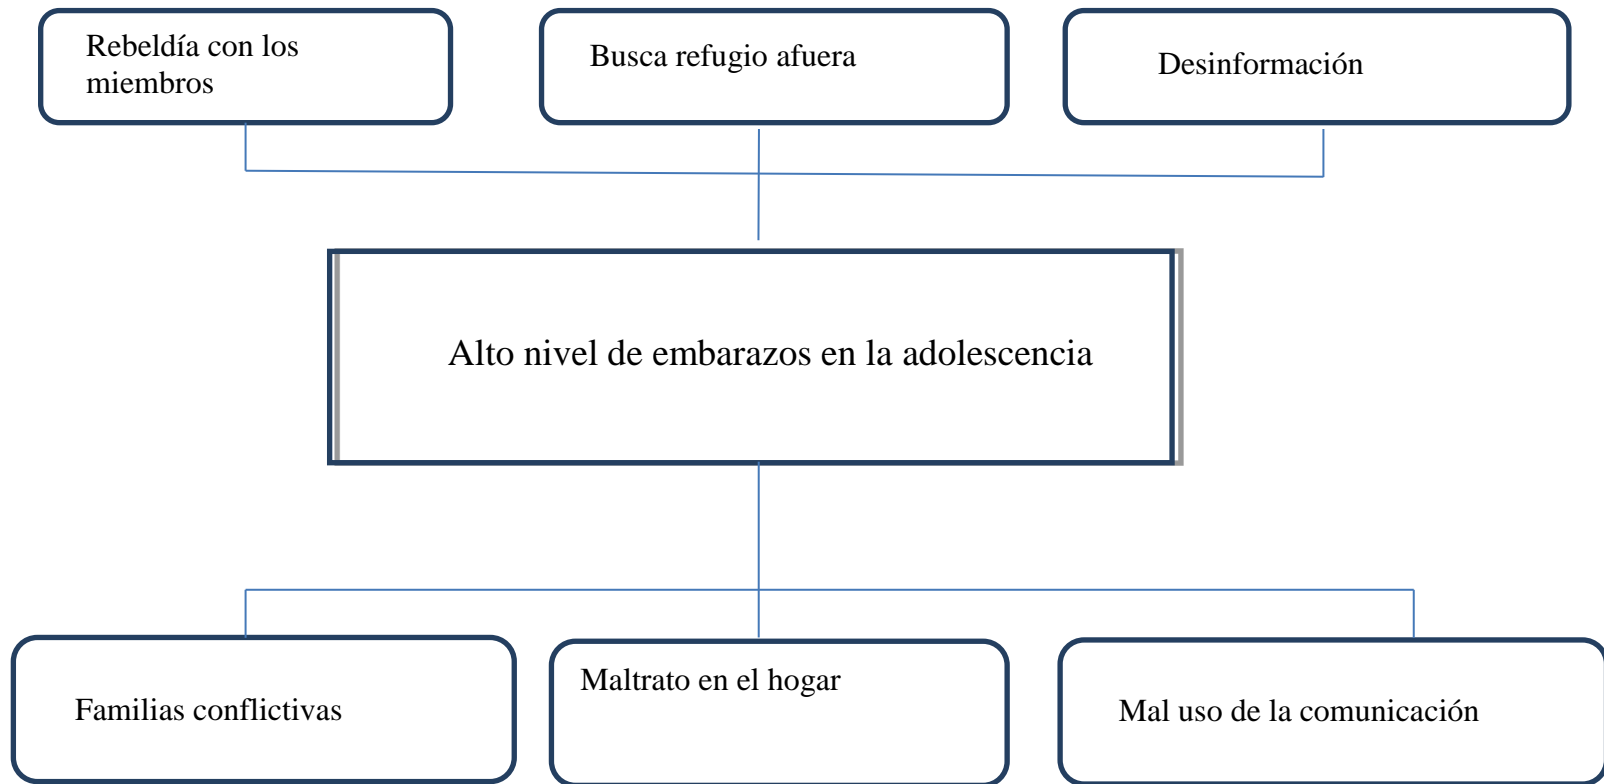 Rebeldía con los
miembros
Busca refugio afuera
Desinformación
Alto nivel de embarazos en la adolescencia
Familias conflictivas
Maltrato en el hogar
Mal uso de la comunicación